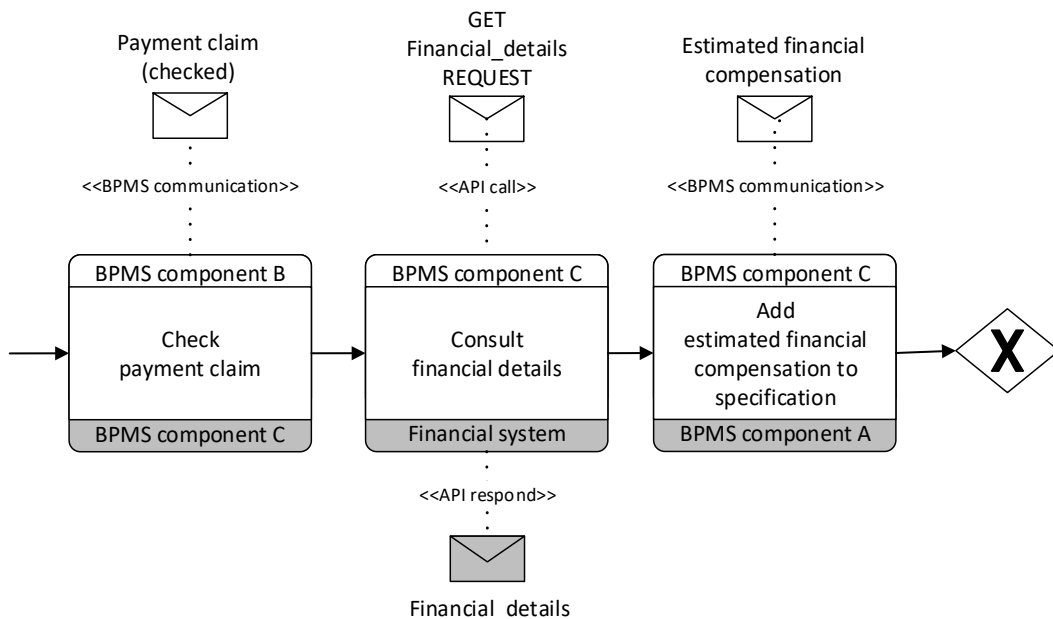 Payment claim
(checked)
GET
Financial_details
REQUEST
Estimated financial
compensation
<<BPMS communication>>
<<API call>>
<<BPMS communication>>
BPMS component B
Check
payment claim
BPMS component C
BPMS component C
Consult
financial details
Financial system
BPMS component C
Add
estimated financial
compensation to
specification
BPMS component A
X
<<API respond>>
Financial_details